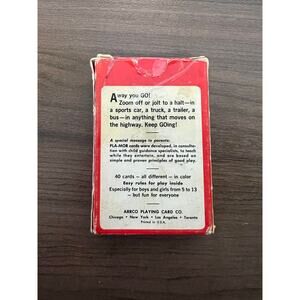 Away you GO!
Zoom off or jolt to a halt—in
a sports car, a truck, a trailer, a
bus—in anything that moves on
the highway. Keep GOing!
A special message to parents:
PLA-MOR cards were developed, in consulta-
tion with child guidance specialists, to teach
while they entertain, and are based on
simple and proven principles of good play.
40 cards — all different — in color
Easy rules for play inside
Especially for boys and girls from 5 to 13
— but fun for everyone
ARRCO PLAYING CARD CO.
Chicago • New York • Los Angeles • Toronto
Printed in U.S.A.